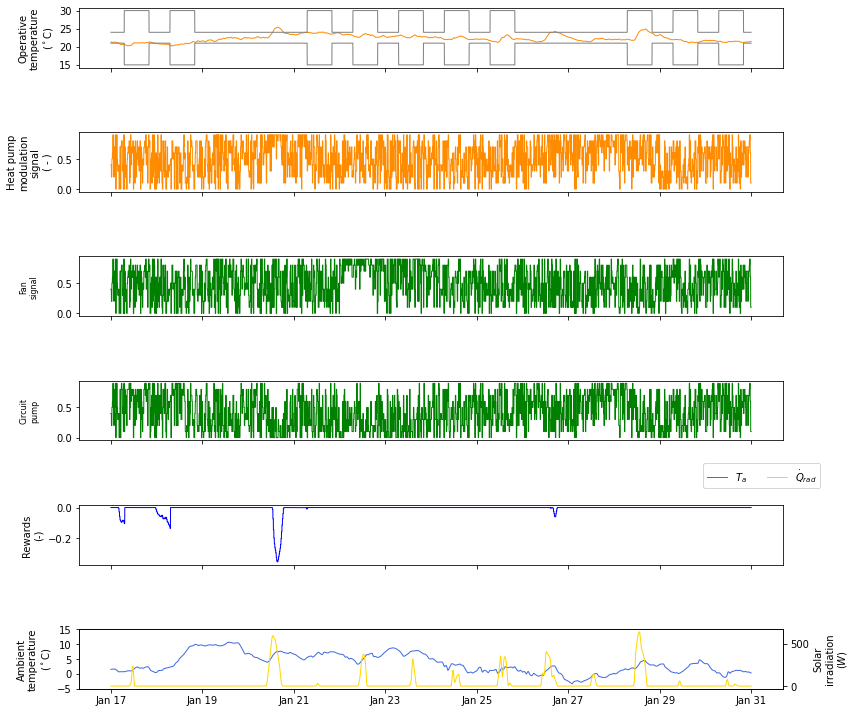 Operative
temperature
(°C)
30
25
20
15
Heat pump
modulation
signal
( - )
0.5
0.0
Fan
signal
0.5
0.0
Circuit
pump
0.5
0.0
T_a
Q̇_rad
Rewards
(-)
0.0
−0.2
Ambient
temperature
(°C)
15
10
5
0
−5
500
0
Solar
irradiation
(W)
Jan 17
Jan 19
Jan 21
Jan 23
Jan 25
Jan 27
Jan 29
Jan 31